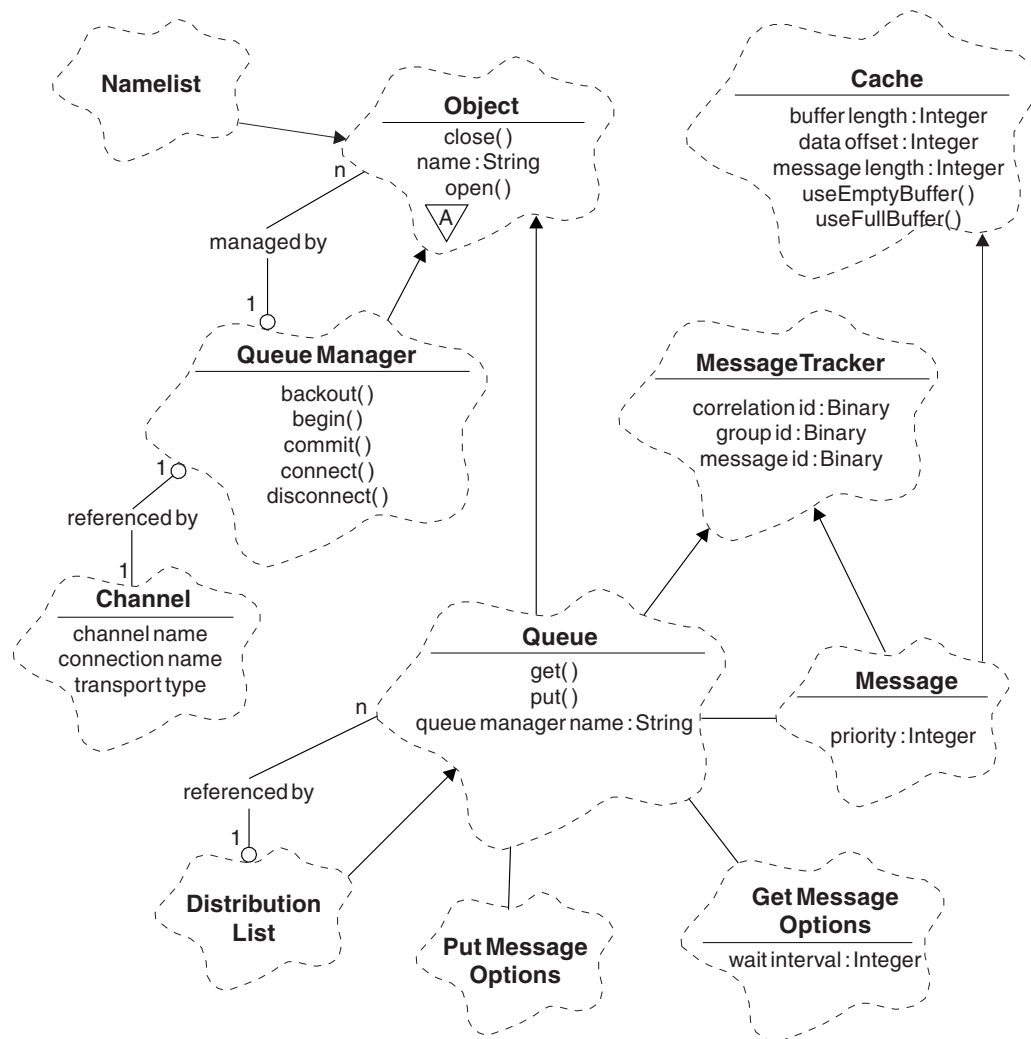 Namelist
Object
close()
name : String
open()
A
Cache
buffer length : Integer
data offset : Integer
message length : Integer
useEmptyBuffer()
useFullBuffer()
n
managed by
1
Queue Manager
backout()
begin()
commit()
connect()
disconnect()
Message Tracker
correlation id : Binary
group id : Binary
message id : Binary
1
referenced by
1
Channel
channel name
connection name
transport type
Queue
get()
put()
queue manager name : String
Message
priority : Integer
n
referenced by
1
Distribution
List
Put Message
Options
Get Message
Options
wait interval : Integer